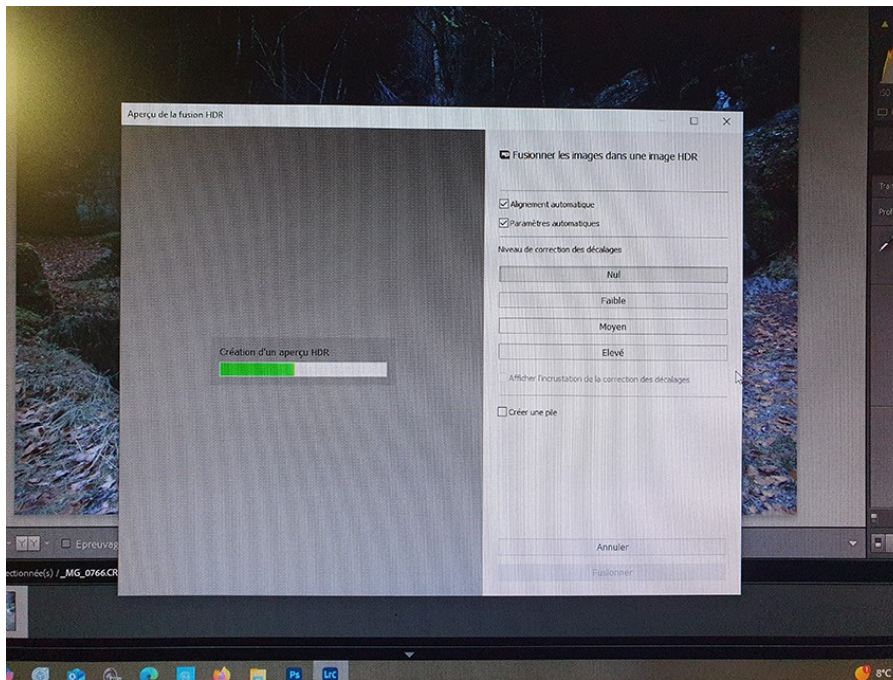 Aperçu de la fusion HDR
Fusionner les images dans une image HDR
Alignement automatique
Paramètres automatiques
Niveau de correction des décalages
Nul
Faible
Moyen
Elevé
Création d'un aperçu HDR
Afficher l'incrustation de la correction des décalages
Créer une pile
Annuler
Fusionner
Epreuvag
ectionnée(s) / _MG_0766.CR
Ps
LrC
8°C